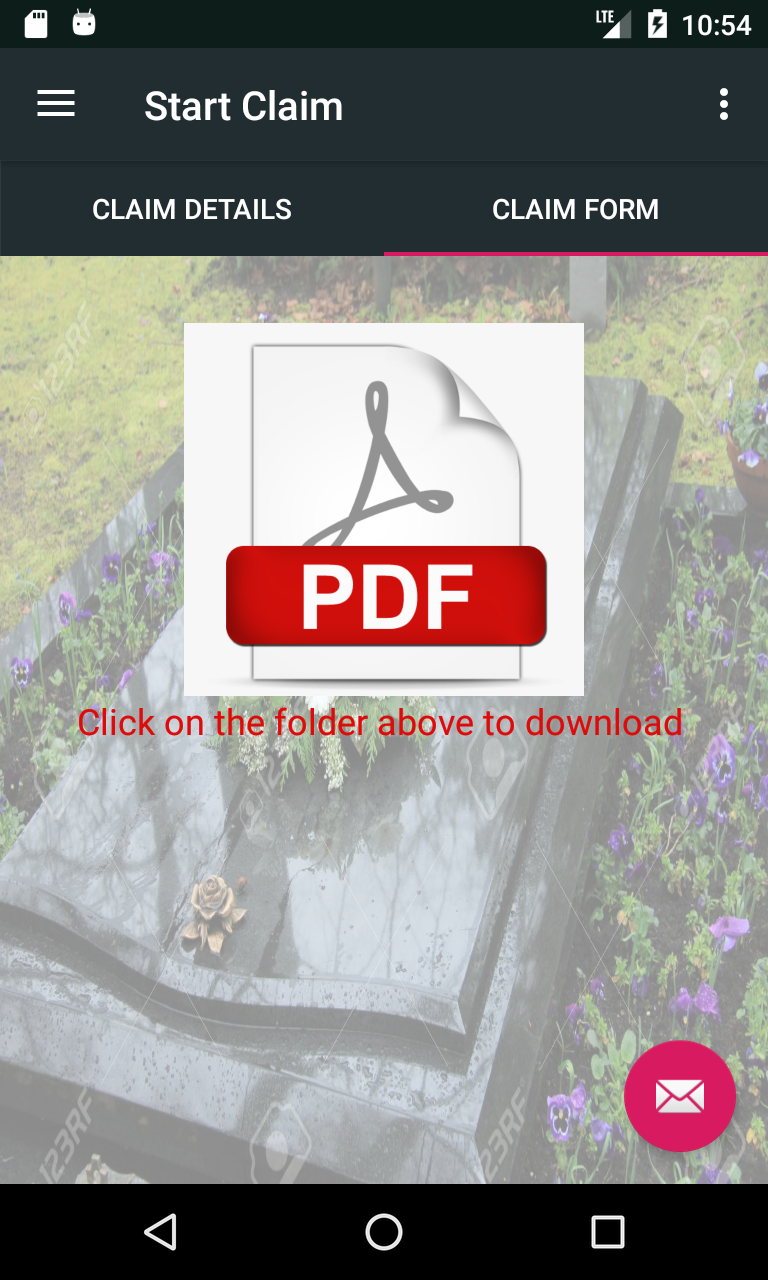 LTE 10:54
Start Claim
CLAIM DETAILS CLAIM FORM
123RF
PDF
Click on the folder above to download
123RF 123RF